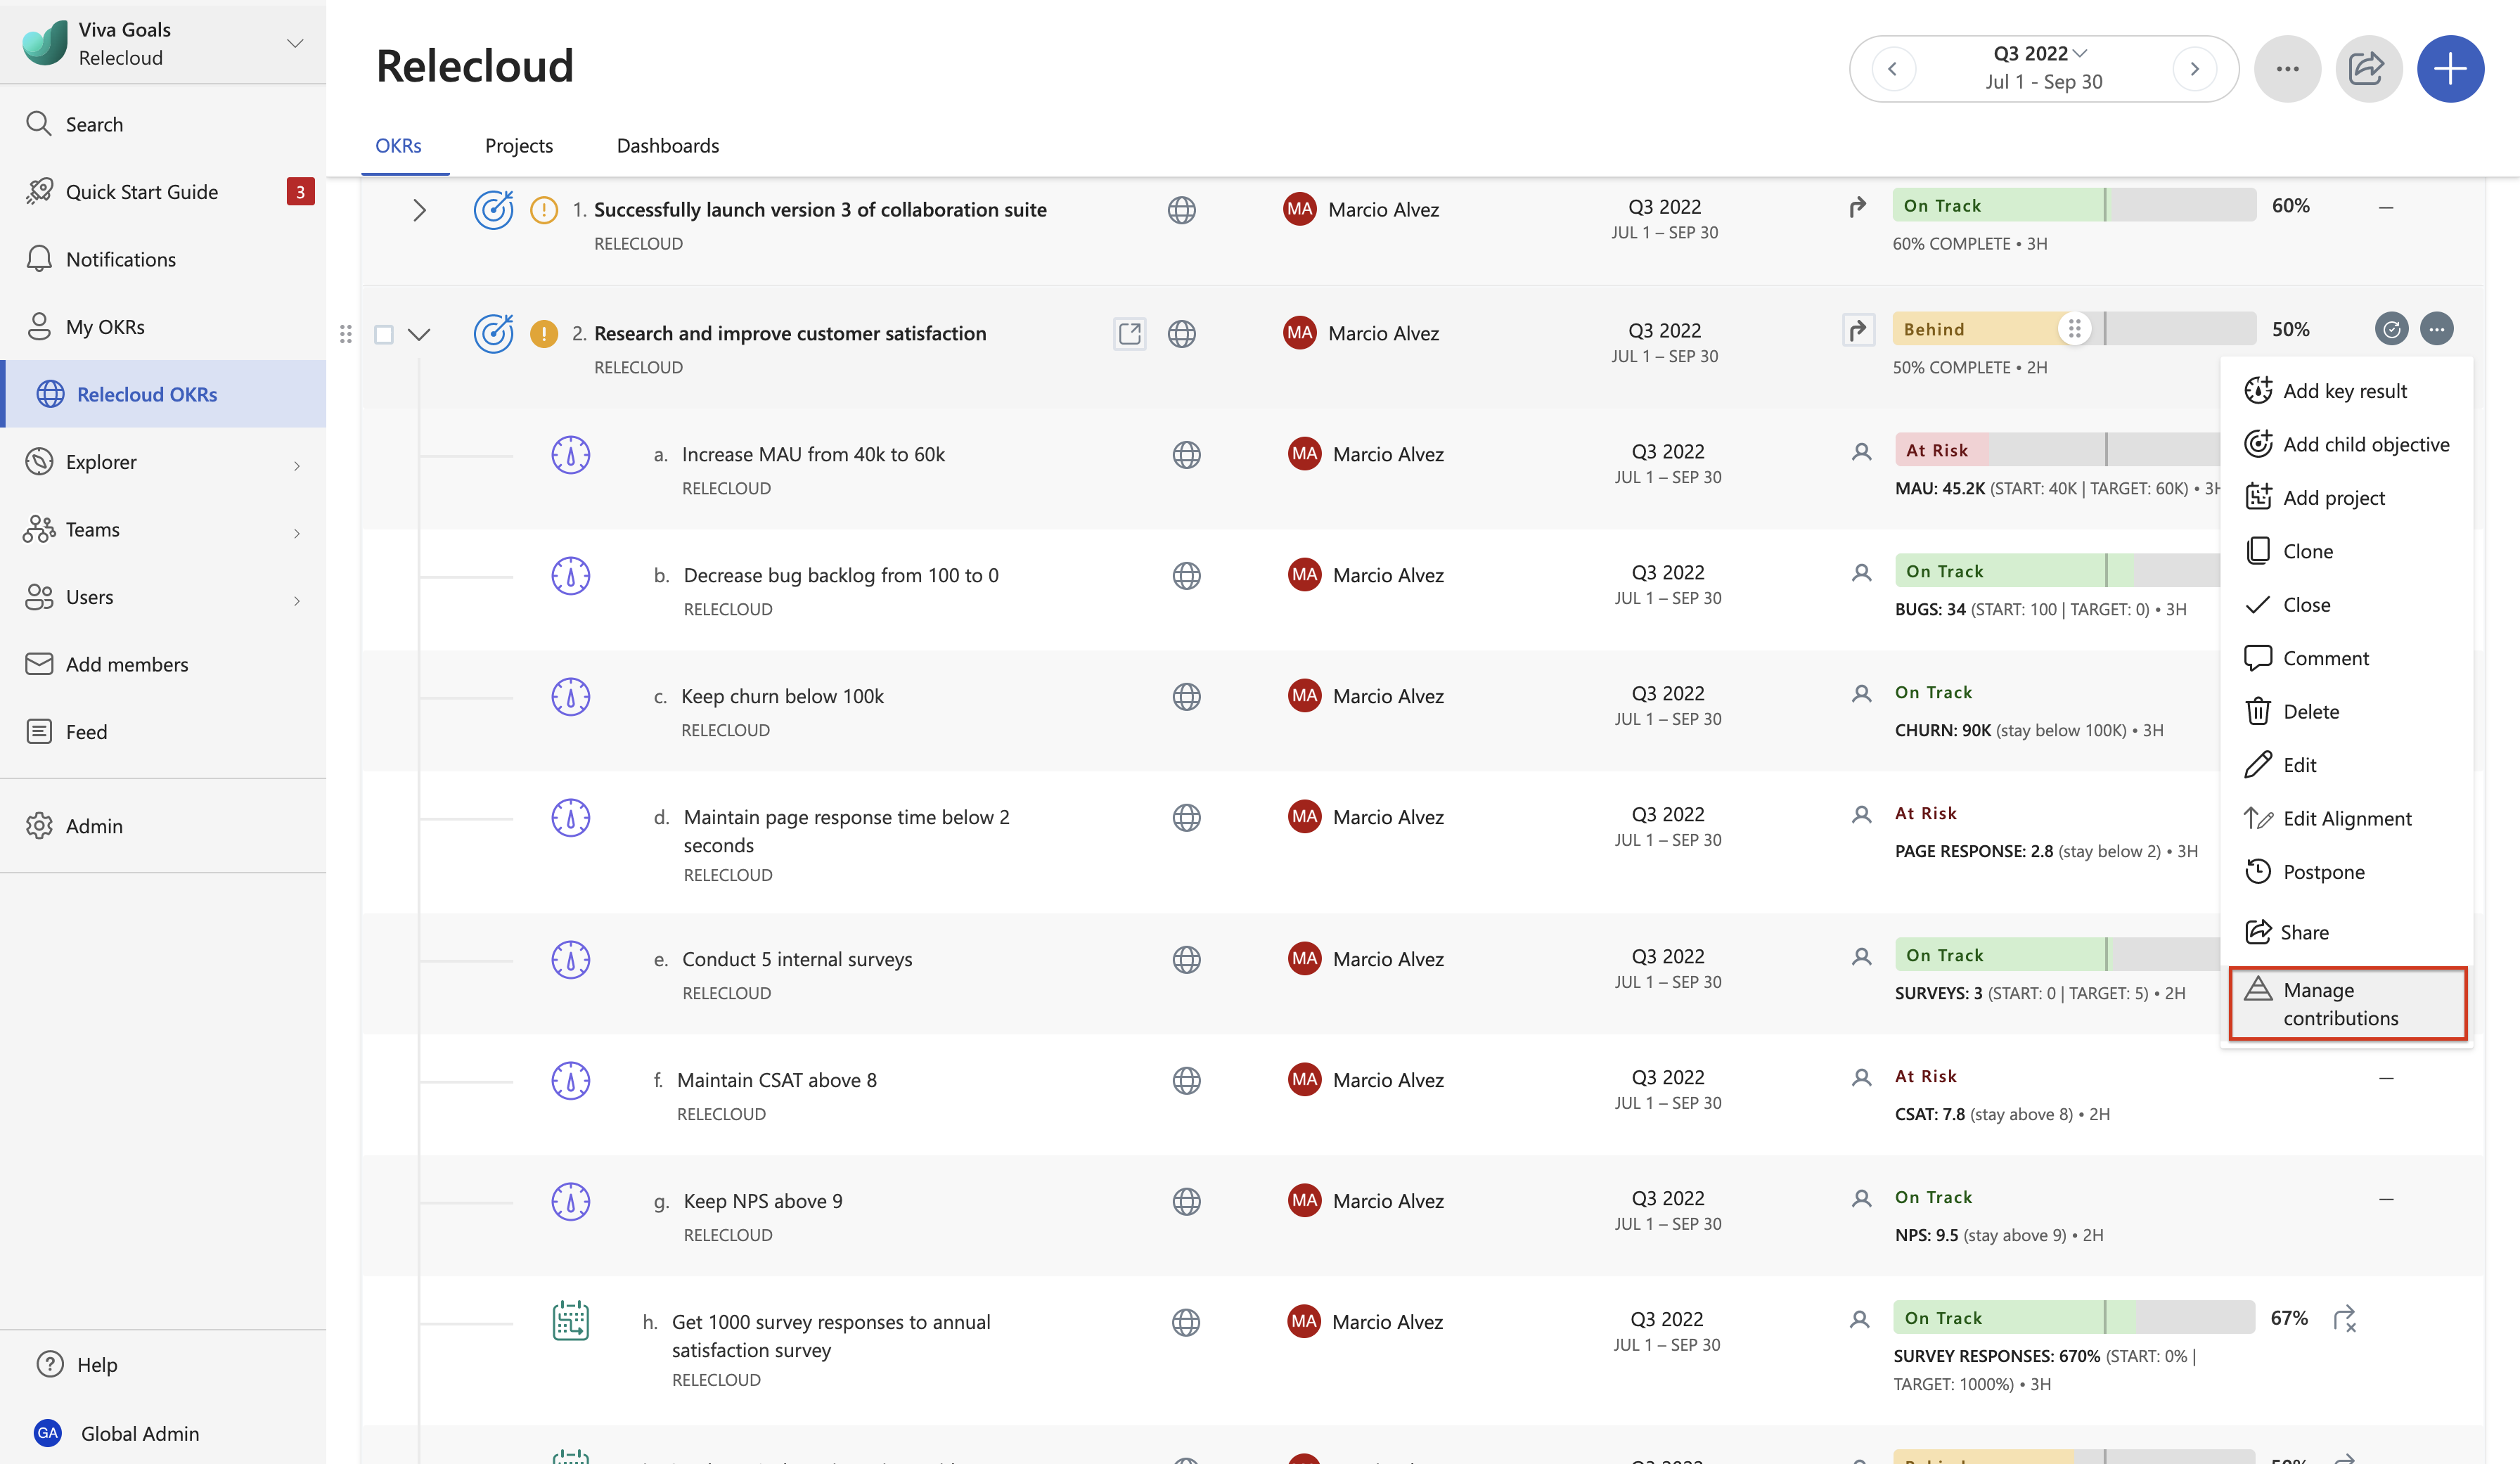 Viva Goals
Relecloud
Search
Quick Start Guide
3
Notifications
My OKRs
Relecloud OKRs
Explorer
Teams
Users
Add members
Feed
Admin
Help
GA Global Admin
Relecloud
Q3 2022
Jul 1 - Sep 30
OKRs
Projects
Dashboards
1. Successfully launch version 3 of collaboration suite
RELECLOUD
MA Marcio Alvez
Q3 2022
JUL 1 – SEP 30
On Track
60%
—
60% COMPLETE • 3H
2. Research and improve customer satisfaction
RELECLOUD
MA Marcio Alvez
Q3 2022
JUL 1 – SEP 30
Behind
50%
50% COMPLETE • 2H
a. Increase MAU from 40k to 60k
RELECLOUD
MA Marcio Alvez
Q3 2022
JUL 1 – SEP 30
At Risk
MAU: 45.2K (START: 40K | TARGET: 60K) • 3H
b. Decrease bug backlog from 100 to 0
RELECLOUD
MA Marcio Alvez
Q3 2022
JUL 1 – SEP 30
On Track
BUGS: 34 (START: 100 | TARGET: 0) • 3H
c. Keep churn below 100k
RELECLOUD
MA Marcio Alvez
Q3 2022
JUL 1 – SEP 30
On Track
CHURN: 90K (stay below 100K) • 3H
d. Maintain page response time below 2
seconds
RELECLOUD
MA Marcio Alvez
Q3 2022
JUL 1 – SEP 30
At Risk
PAGE RESPONSE: 2.8 (stay below 2) • 3H
e. Conduct 5 internal surveys
RELECLOUD
MA Marcio Alvez
Q3 2022
JUL 1 – SEP 30
On Track
SURVEYS: 3 (START: 0 | TARGET: 5) • 2H
f. Maintain CSAT above 8
RELECLOUD
MA Marcio Alvez
Q3 2022
JUL 1 – SEP 30
At Risk
—
CSAT: 7.8 (stay above 8) • 2H
g. Keep NPS above 9
RELECLOUD
MA Marcio Alvez
Q3 2022
JUL 1 – SEP 30
On Track
—
NPS: 9.5 (stay above 9) • 2H
h. Get 1000 survey responses to annual
satisfaction survey
RELECLOUD
MA Marcio Alvez
Q3 2022
JUL 1 – SEP 30
On Track
67%
SURVEY RESPONSES: 670% (START: 0% |
TARGET: 1000%) • 3H
Add key result
Add child objective
Add project
Clone
Close
Comment
Delete
Edit
Edit Alignment
Postpone
Share
Manage
contributions